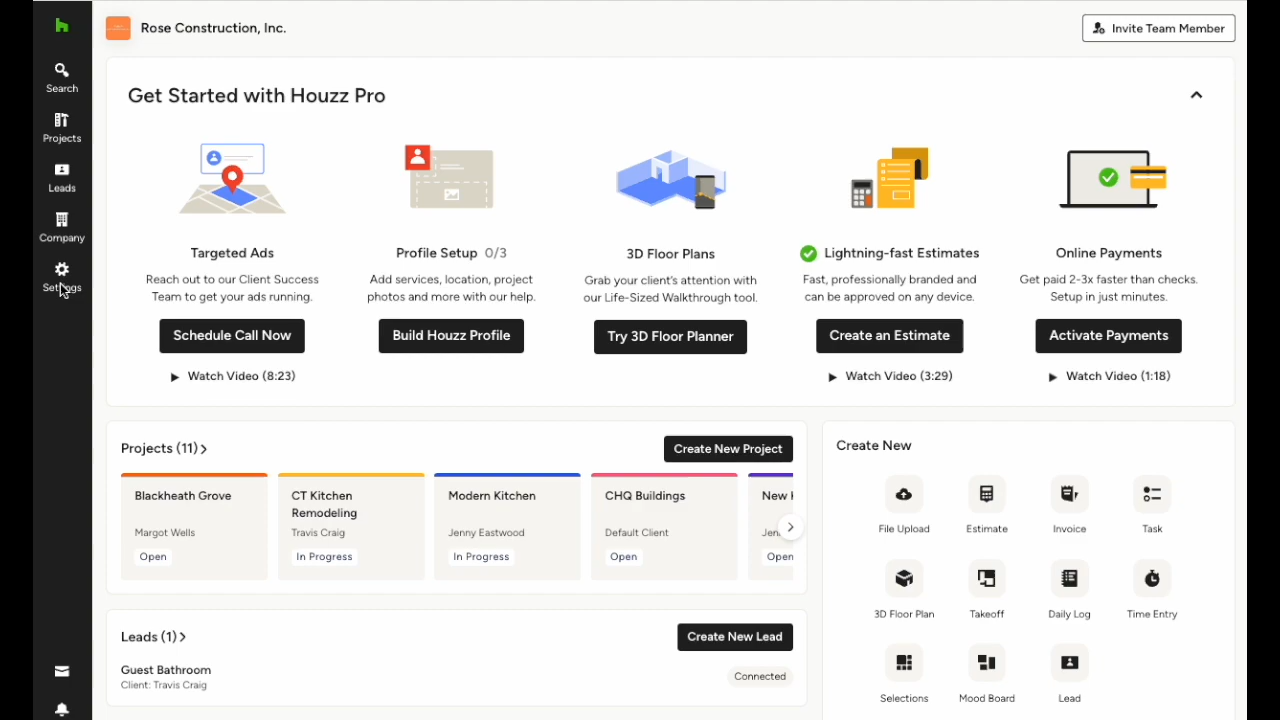 Rose Construction, Inc.
Invite Team Member
Search
Projects
Leads
Company
Settings
Get Started with Houzz Pro
Targeted Ads
Reach out to our Client Success
Team to get your ads running.
Schedule Call Now
Watch Video (8:23)
Profile Setup 0/3
Add services, location, project
photos and more with our help.
Build Houzz Profile
3D Floor Plans
Grab your client's attention with
our Life-Sized Walkthrough tool.
Try 3D Floor Planner
Lightning-fast Estimates
Fast, professionally branded and
can be approved on any device.
Create an Estimate
Watch Video (3:29)
Online Payments
Get paid 2-3x faster than checks.
Setup in just minutes.
Activate Payments
Watch Video (1:18)
Projects (11)
Create New Project
Blackheath Grove
Margot Wells
Open
CT Kitchen
Remodeling
Travis Craig
In Progress
Modern Kitchen
Jenny Eastwood
In Progress
CHQ Buildings
Default Client
Open
New
Open
Leads (1)
Create New Lead
Guest Bathroom
Client: Travis Craig
Connected
Create New
File Upload
Estimate
Invoice
Task
3D Floor Plan
Takeoff
Daily Log
Time Entry
Selections
Mood Board
Lead